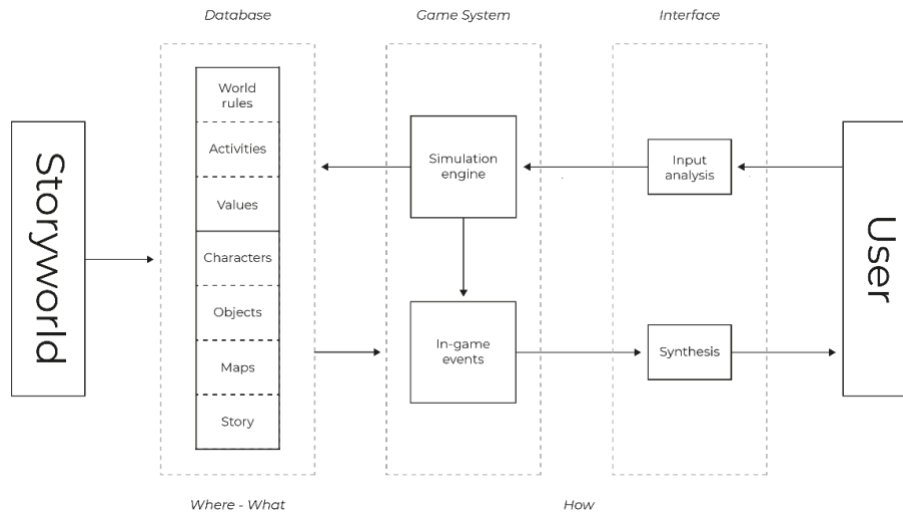 Database
Game System
Interface
Storyworld
World
rules
Activities
Values
Characters
Objects
Maps
Story
Simulation
engine
In-game
events
Input
analysis
Synthesis
User
Where - What
How